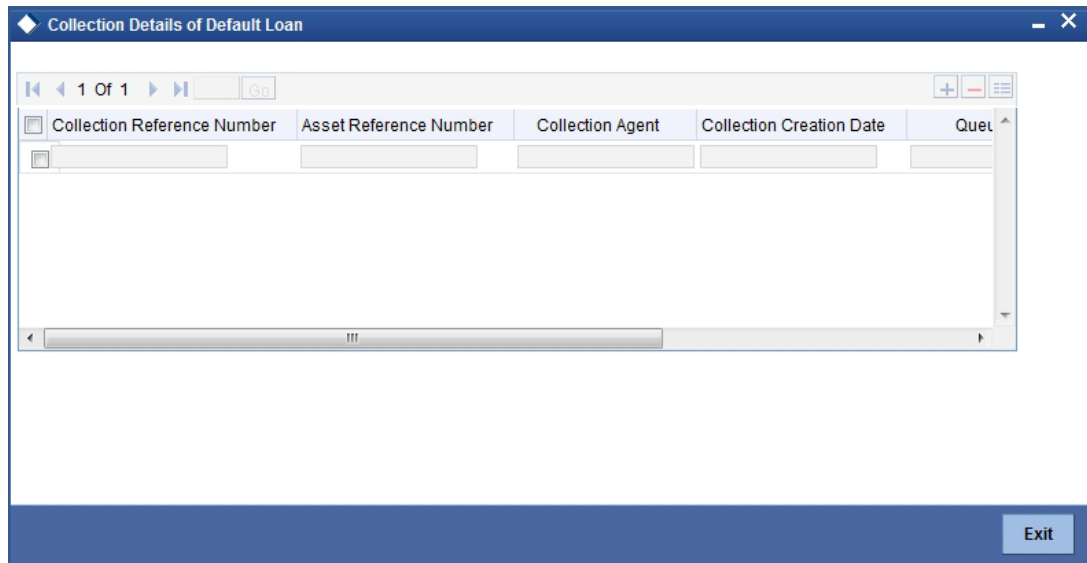 Collection Details of Default Loan
1 Of 1 Go
Collection Reference Number Asset Reference Number Collection Agent Collection Creation Date Queu
Exit